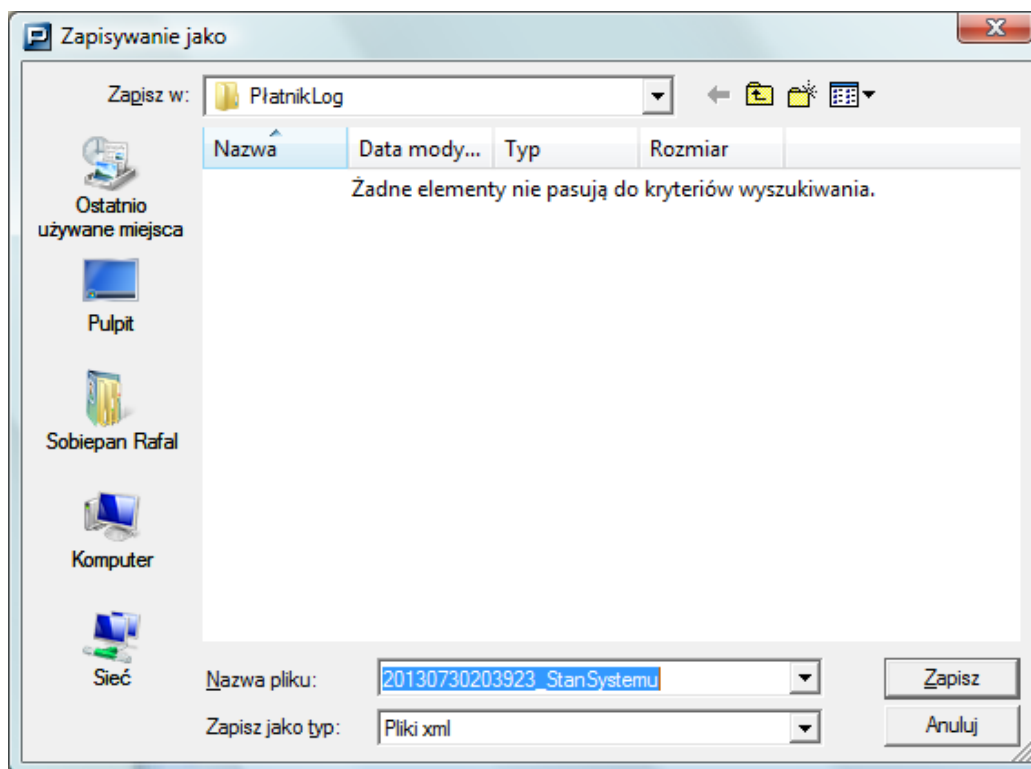 Zapisywanie jako
Zapisz w: PłatnikLog
Nazwa Data mody... Typ Rozmiar
Żadne elementy nie pasują do kryteriów wyszukiwania.
Ostatnio
używane miejsca
Pulpit
Sobiepan Rafal
Komputer
Sieć
Nazwa pliku: 20130730203923_StanSystemu Zapisz
Zapisz jako typ: Pliki xml Anuluj